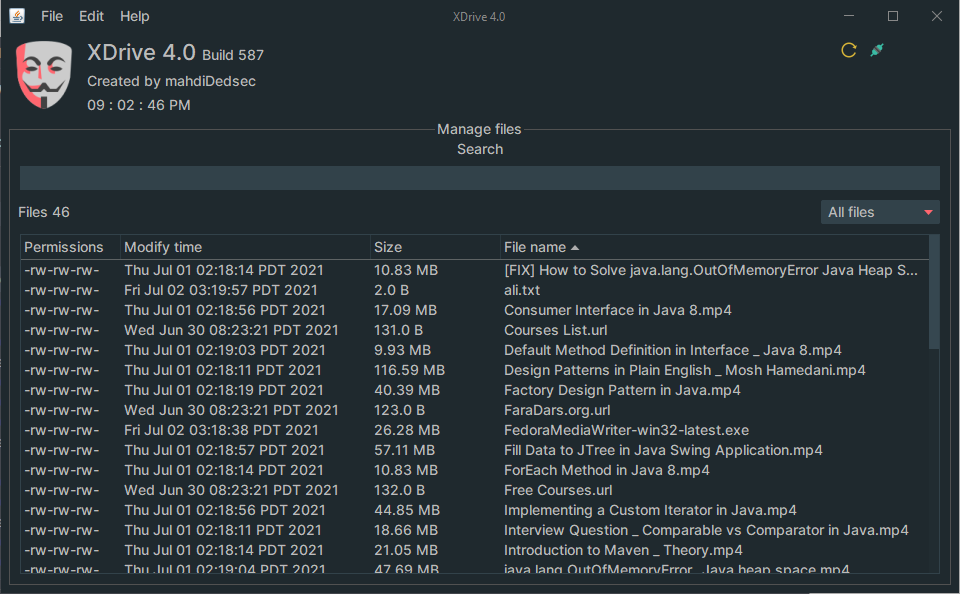 File Edit Help XDrive 4.0
XDrive 4.0 Build 587
Created by mahdiDedsec
09 : 02 : 46 PM
Manage files
Search
Files 46 All files
Permissions Modify time Size File name
-rw-rw-rw- Thu Jul 01 02:18:14 PDT 2021 10.83 MB [FIX] How to Solve java.lang.OutOfMemoryError Java Heap S...
-rw-rw-rw- Fri Jul 02 03:19:57 PDT 2021 2.0 B ali.txt
-rw-rw-rw- Thu Jul 01 02:18:56 PDT 2021 17.09 MB Consumer Interface in Java 8.mp4
-rw-rw-rw- Wed Jun 30 08:23:21 PDT 2021 131.0 B Courses List.url
-rw-rw-rw- Thu Jul 01 02:19:03 PDT 2021 9.93 MB Default Method Definition in Interface _ Java 8.mp4
-rw-rw-rw- Thu Jul 01 02:18:11 PDT 2021 116.59 MB Design Patterns in Plain English _ Mosh Hamedani.mp4
-rw-rw-rw- Thu Jul 01 02:18:19 PDT 2021 40.39 MB Factory Design Pattern in Java.mp4
-rw-rw-rw- Wed Jun 30 08:23:21 PDT 2021 123.0 B FaraDars.org.url
-rw-rw-rw- Fri Jul 02 03:18:38 PDT 2021 26.28 MB FedoraMediaWriter-win32-latest.exe
-rw-rw-rw- Thu Jul 01 02:18:57 PDT 2021 57.11 MB Fill Data to JTree in Java Swing Application.mp4
-rw-rw-rw- Thu Jul 01 02:18:14 PDT 2021 10.83 MB ForEach Method in Java 8.mp4
-rw-rw-rw- Wed Jun 30 08:23:21 PDT 2021 132.0 B Free Courses.url
-rw-rw-rw- Thu Jul 01 02:18:56 PDT 2021 44.85 MB Implementing a Custom Iterator in Java.mp4
-rw-rw-rw- Thu Jul 01 02:18:11 PDT 2021 18.66 MB Interview Question _ Comparable vs Comparator in Java.mp4
-rw-rw-rw- Thu Jul 01 02:18:14 PDT 2021 21.05 MB Introduction to Maven _ Theory.mp4
-rw-rw-rw- Thu Jul 01 02:19:04 PDT 2021 47.69 MB java.lang.OutOfMemoryError_ Java heap space.mp4